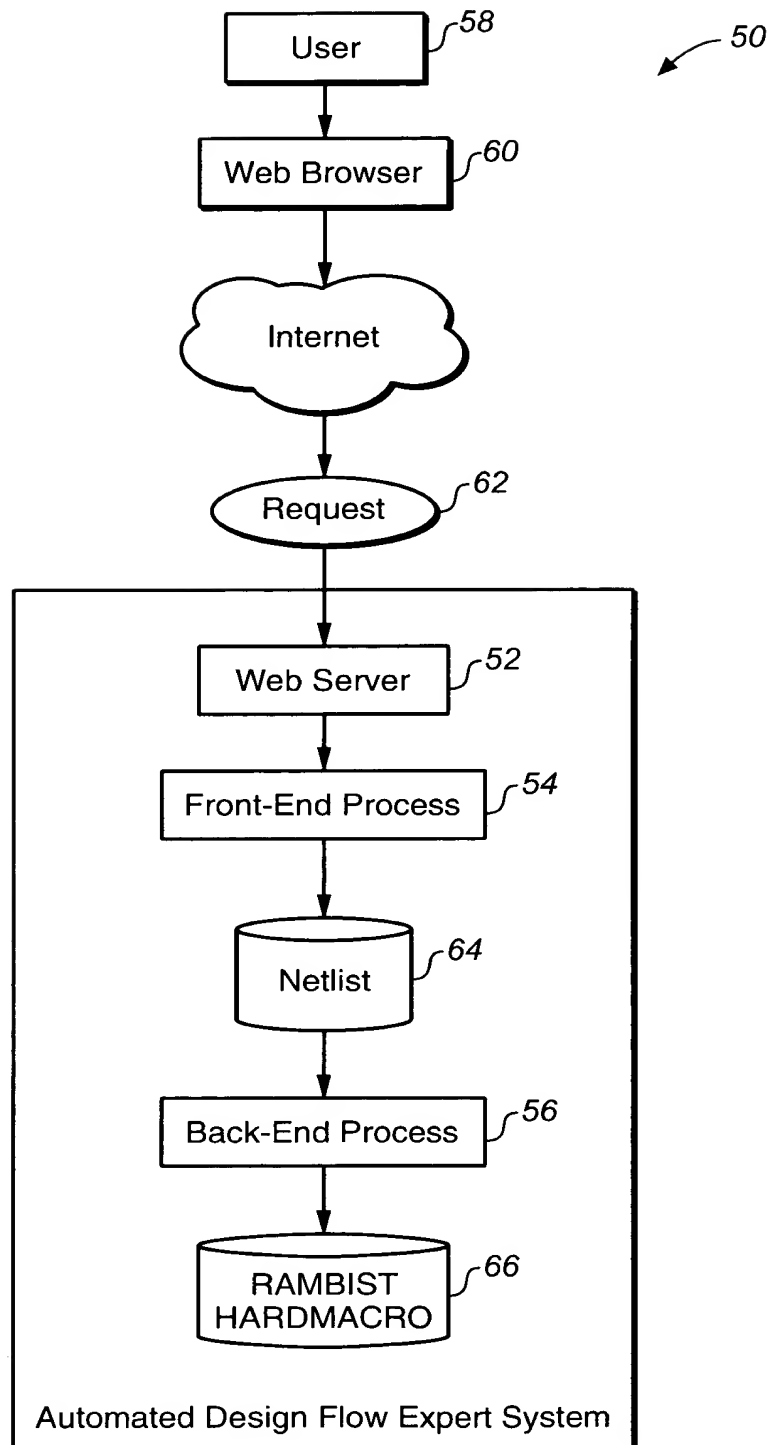 User
58
50
Web Browser
60
Internet
Request
62
Web Server
52
Front-End Process
54
Netlist
64
Back-End Process
56
RAMBIST
HARDMACRO
66
Automated Design Flow Expert System